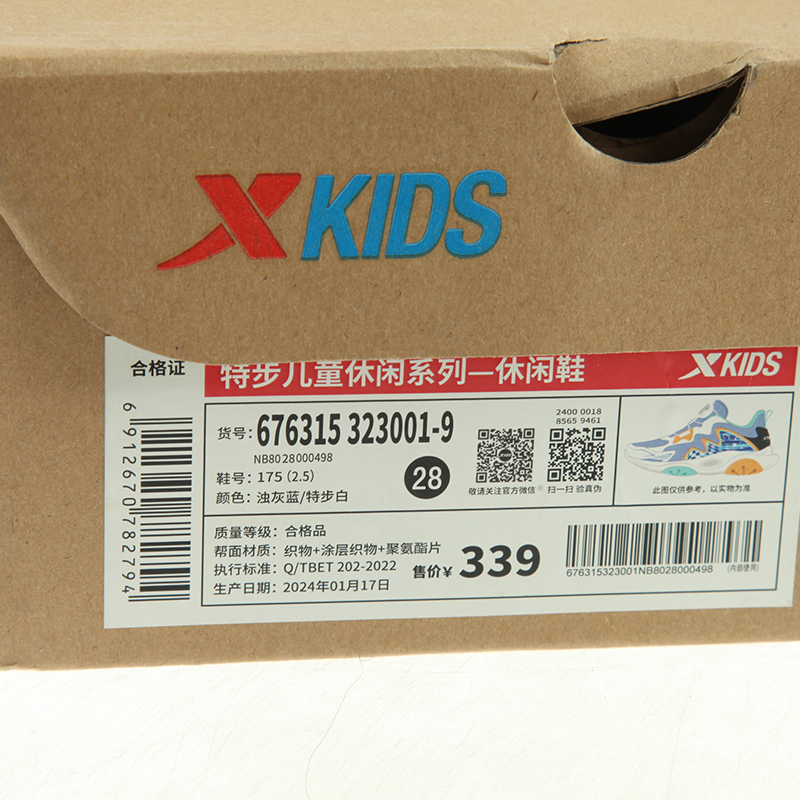 XKIDS
合格证
特步儿童休闲系列—休闲鞋
XKIDS
6 912670 782794
货号: 676315 323001-9
NB8028000498
鞋号: 175 (2.5)
28
颜色: 浊灰蓝/特步白
敬请关注官方微信
2400 0018
8565 9461
扫一扫 验真伪
此图仅供参考, 以实物为准
质量等级: 合格品
帮面材质: 织物+涂层织物+聚氨酯片
执行标准: Q/TBET 202-2022
生产日期: 2024年01月17日
售价¥ 339
676315323001NB8028000498
(内部使用)